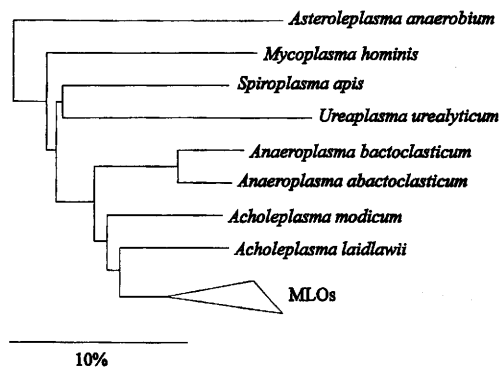 Asteroleplasma anaerobium
Mycoplasma hominis
Spiroplasma apis
Ureaplasma urealyticum
Anaeroplasma bactoclasticum
Anaeroplasma abactoclasticum
Acholeplasma modicum
Acholeplasma laidlawii
MLOs
10%